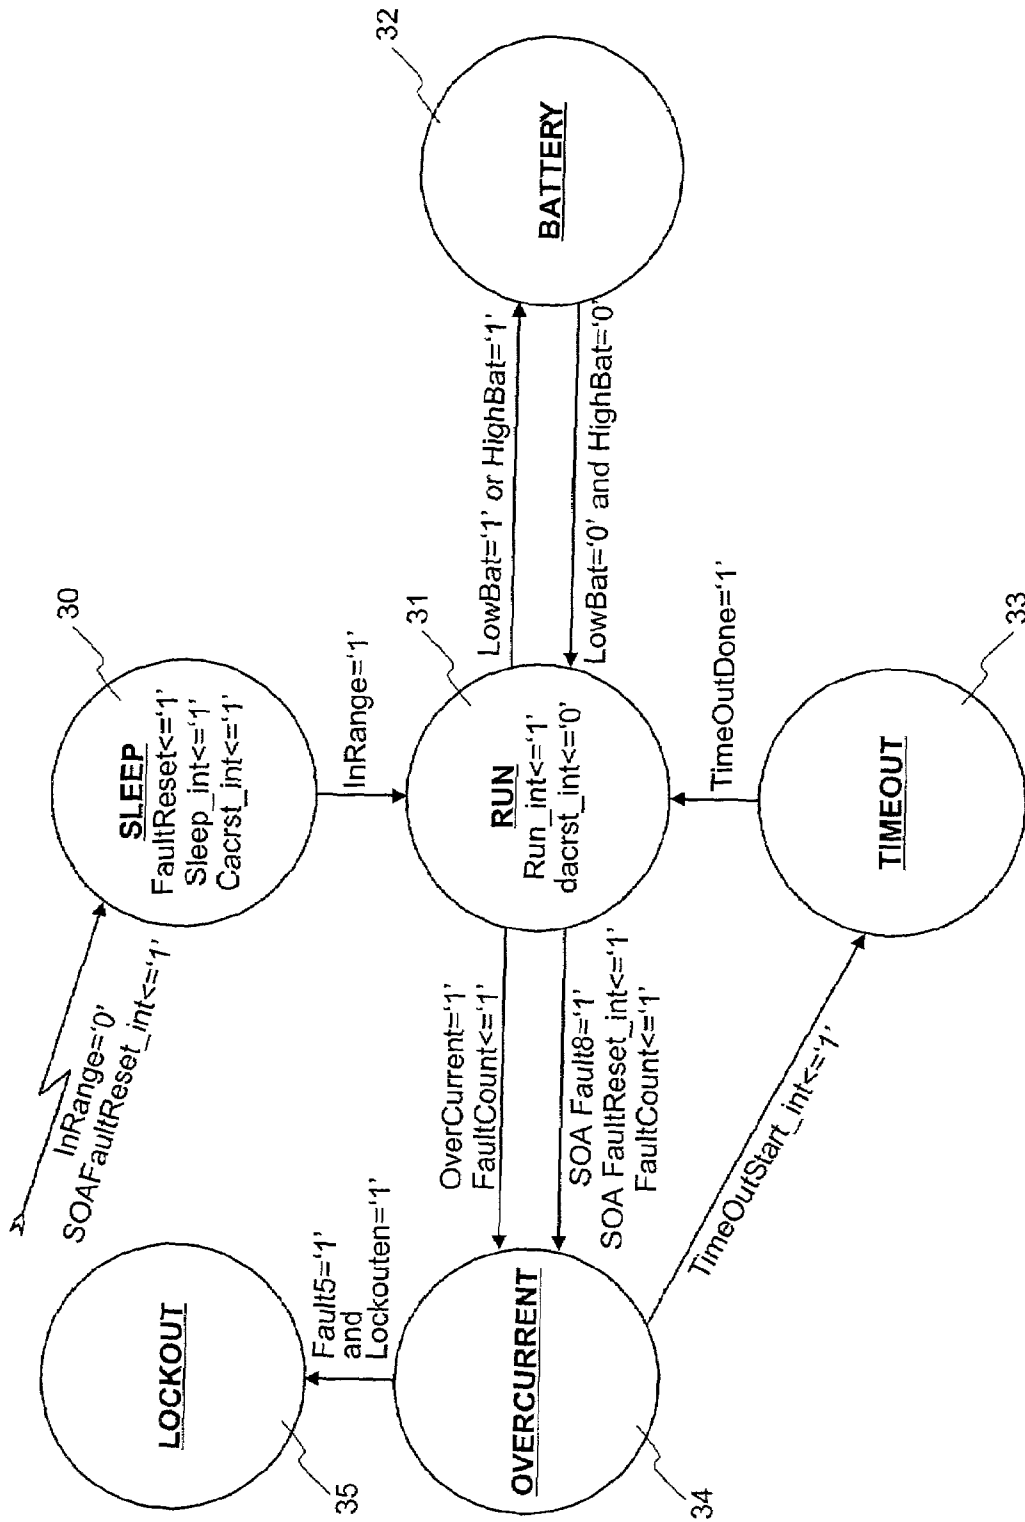 30
SLEEP
FaultReset<='1'
Sleep_int<='1'
Cacrst_int<='1'
InRange='0'
SOAFaultReset_int<='1'
InRange='1'
31
RUN
Run_int<='1'
dacrst_int<='0'
32
BATTERY
LowBat='1' or HighBat='1'
LowBat='0' and HighBat='0'
LOCKOUT
35
Fault5='1'
and
Lockouten='1'
OverCurrent='1'
FaultCount<='1'
SOA Fault8='1'
SOA FaultReset_int<='1'
FaultCount<='1'
OVERCURRENT
34
TimeOutStart_int<='1'
TimeOutDone='1'
TIMEOUT
33